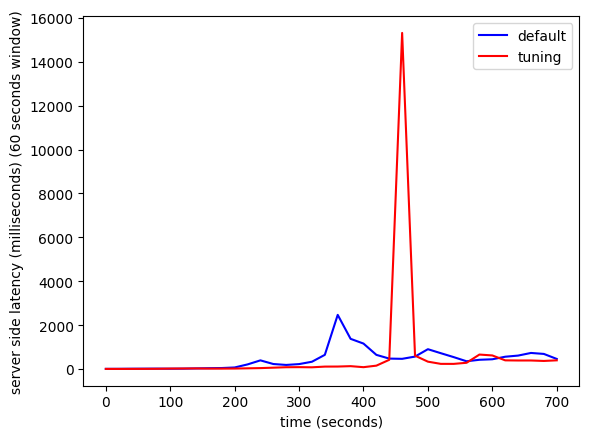 server side latency (milliseconds) (60 seconds window)
16000
14000
12000
10000
8000
6000
4000
2000
0
default
tuning
0 100 200 300 400 500 600 700
time (seconds)